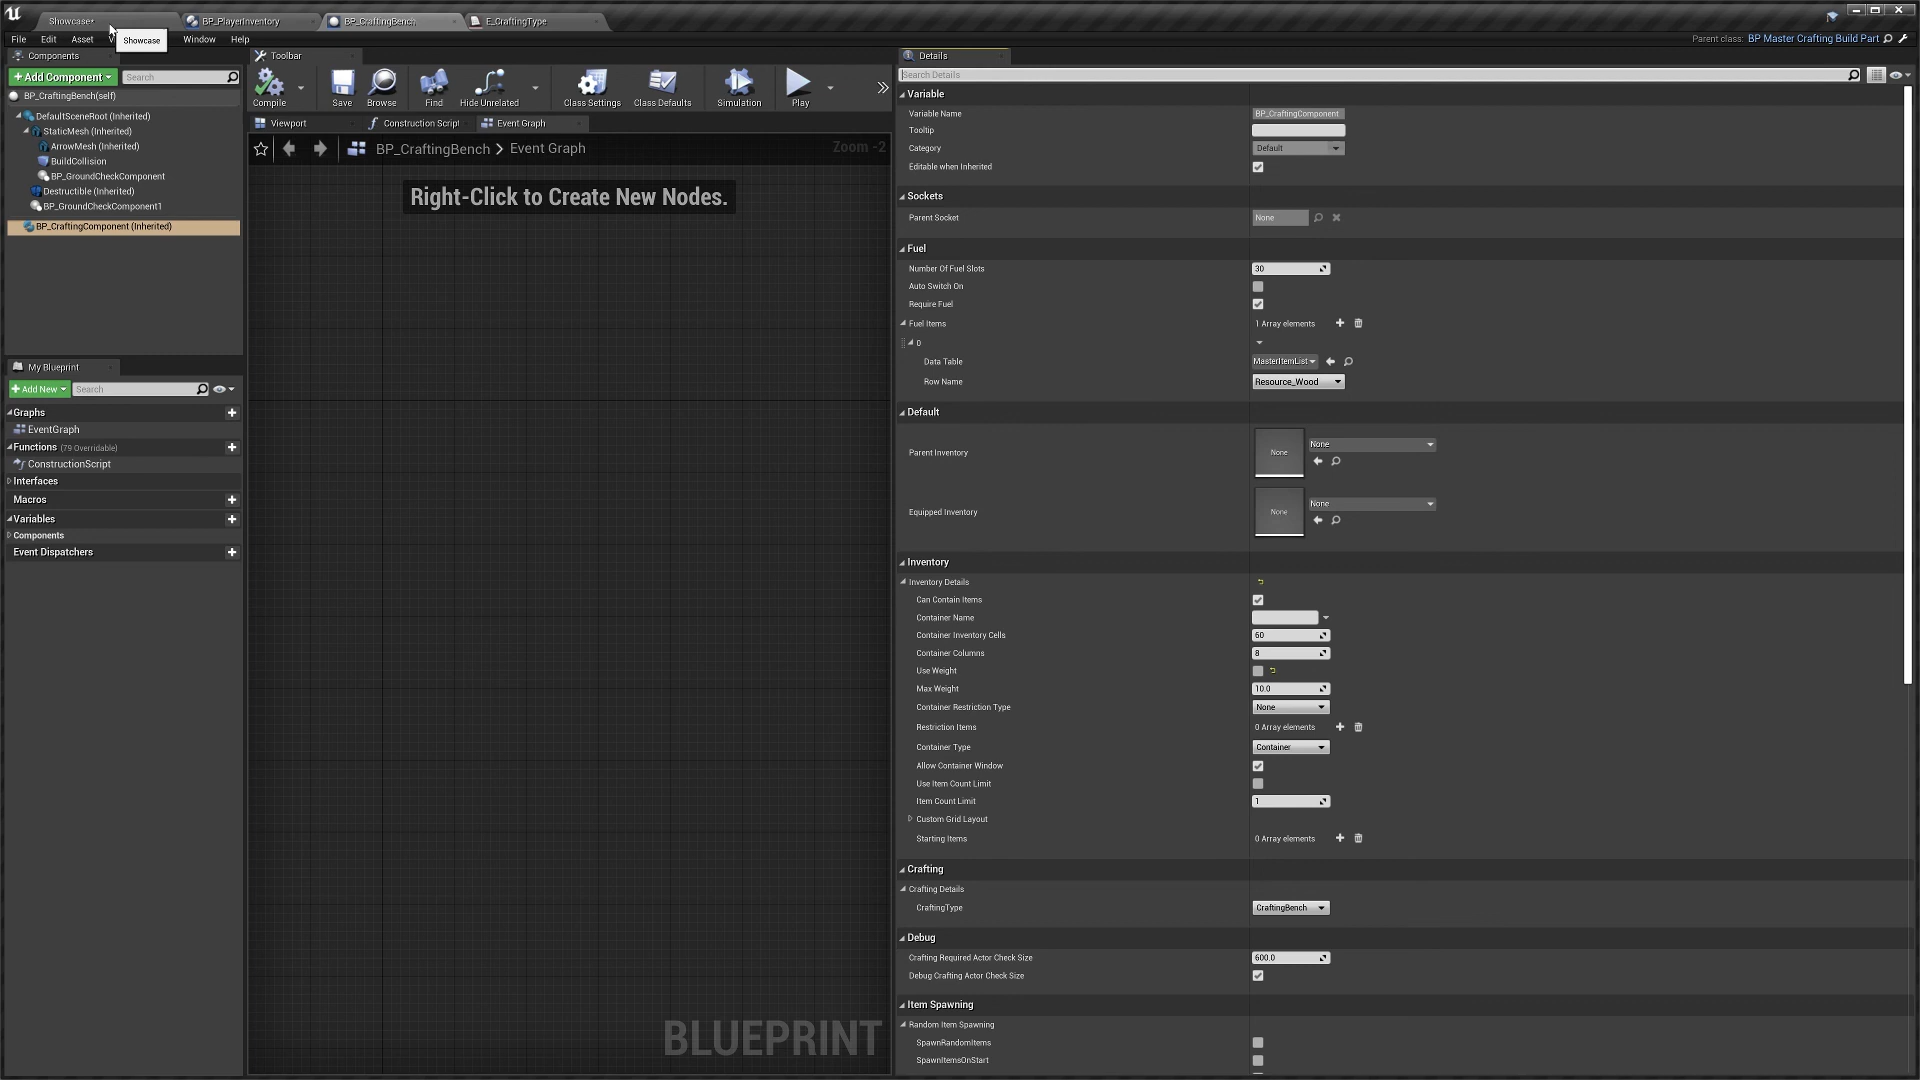 Showcase*
BP_PlayerInventory
BP_CraftingBench
E_CraftingType
File
Edit
Asset
Showcase
Window
Help
Parent class: BP Master Crafting Build Part
Components
+Add Component
Search
BP_CraftingBench(self)
DefaultSceneRoot (Inherited)
StaticMesh (Inherited)
ArrowMesh (Inherited)
BuildCollision
BP_GroundCheckComponent
Destructible (Inherited)
BP_GroundCheckComponent1
BP_CraftingComponent (Inherited)
My Blueprint
+Add New
Search
Graphs
EventGraph
Functions (79 Overridable)
ConstructionScript
Interfaces
Macros
Variables
Components
Event Dispatchers
Toolbar
Compile
Save
Browse
Find
Hide Unrelated
Class Settings
Class Defaults
Simulation
Play
Viewport
Construction Script
Event Graph
BP_CraftingBench > Event Graph
Zoom -2
Right-Click to Create New Nodes.
BLUEPRINT
Details
Search Details
Variable
Variable Name BP_CraftingComponent
Tooltip
Category Default
Editable when Inherited
Sockets
Parent Socket None
Fuel
Number Of Fuel Slots 30
Auto Switch On
Require Fuel
Fuel Items 1 Array elements
0
Data Table MasterItemList
Row Name Resource_Wood
Default
Parent Inventory None None
Equipped Inventory None None
Inventory
Inventory Details
Can Contain Items
Container Name
Container Inventory Cells 60
Container Columns 8
Use Weight
Max Weight 10.0
Container Restriction Type None
Restriction Items 0 Array elements
Container Type Container
Allow Container Window
Use Item Count Limit
Item Count Limit 1
Custom Grid Layout
Starting Items 0 Array elements
Crafting
Crafting Details
CraftingType CraftingBench
Debug
Crafting Required Actor Check Size 600.0
Debug Crafting Actor Check Size
Item Spawning
Random Item Spawning
SpawnRandomItems
SpawnItemsOnStart